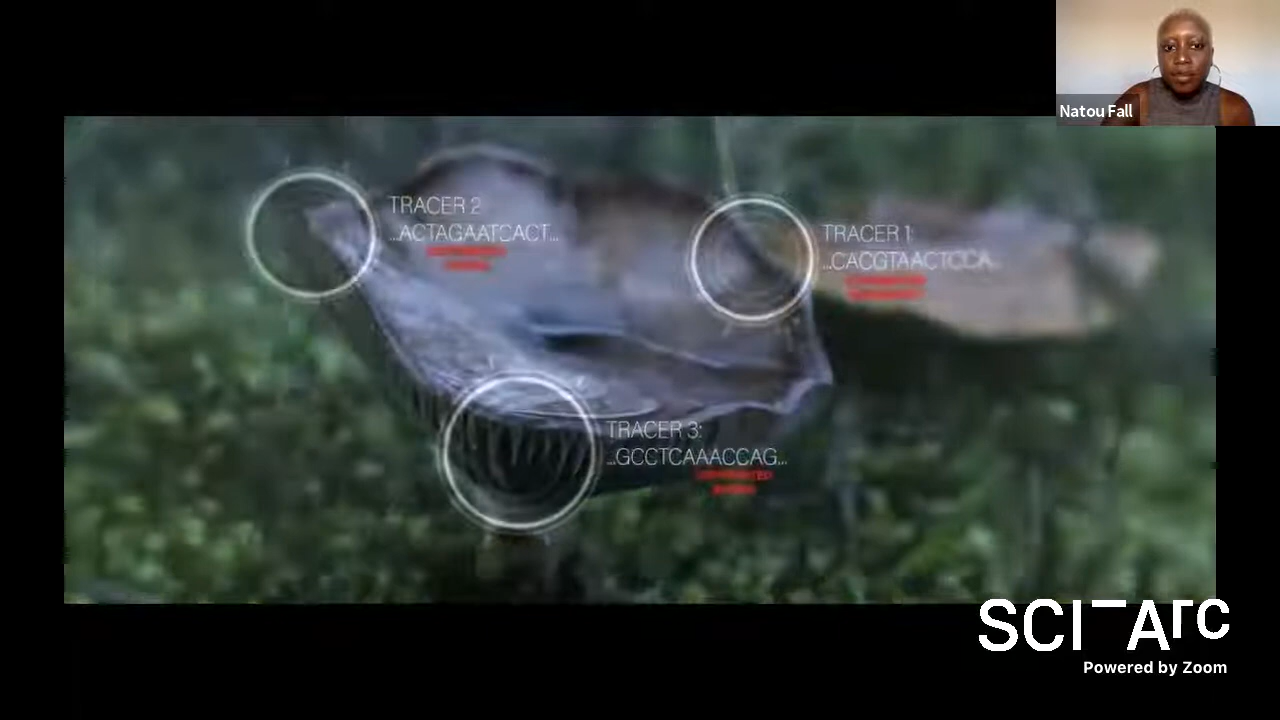 Natou Fall
TRACER 2
...ACTAGAATCACT...
TRACER 1:
...CACGTAACTCCA...
TRACER 3:
...GCCTCAAACCAG...
SCI-Arc
Powered by Zoom